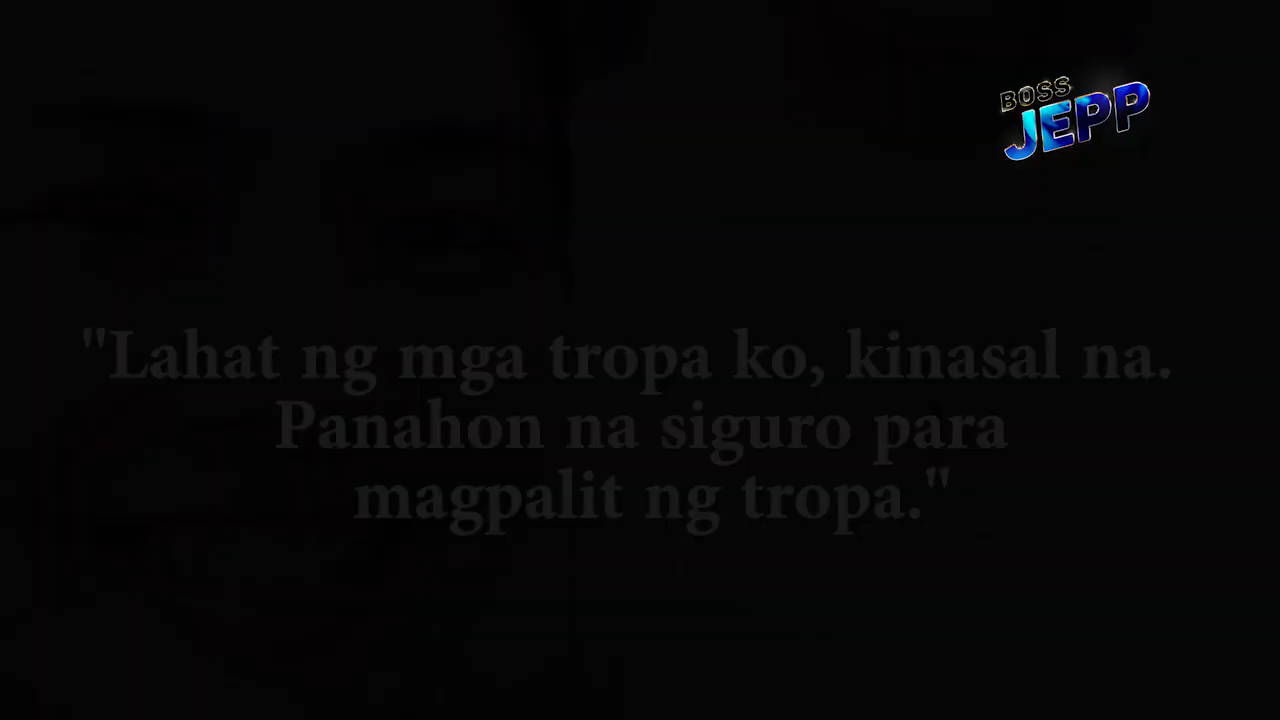 BOSS
JEPP
"Lahat ng mga tropa ko, kinasal na.
Panahon na siguro para
magpalit ng tropa."